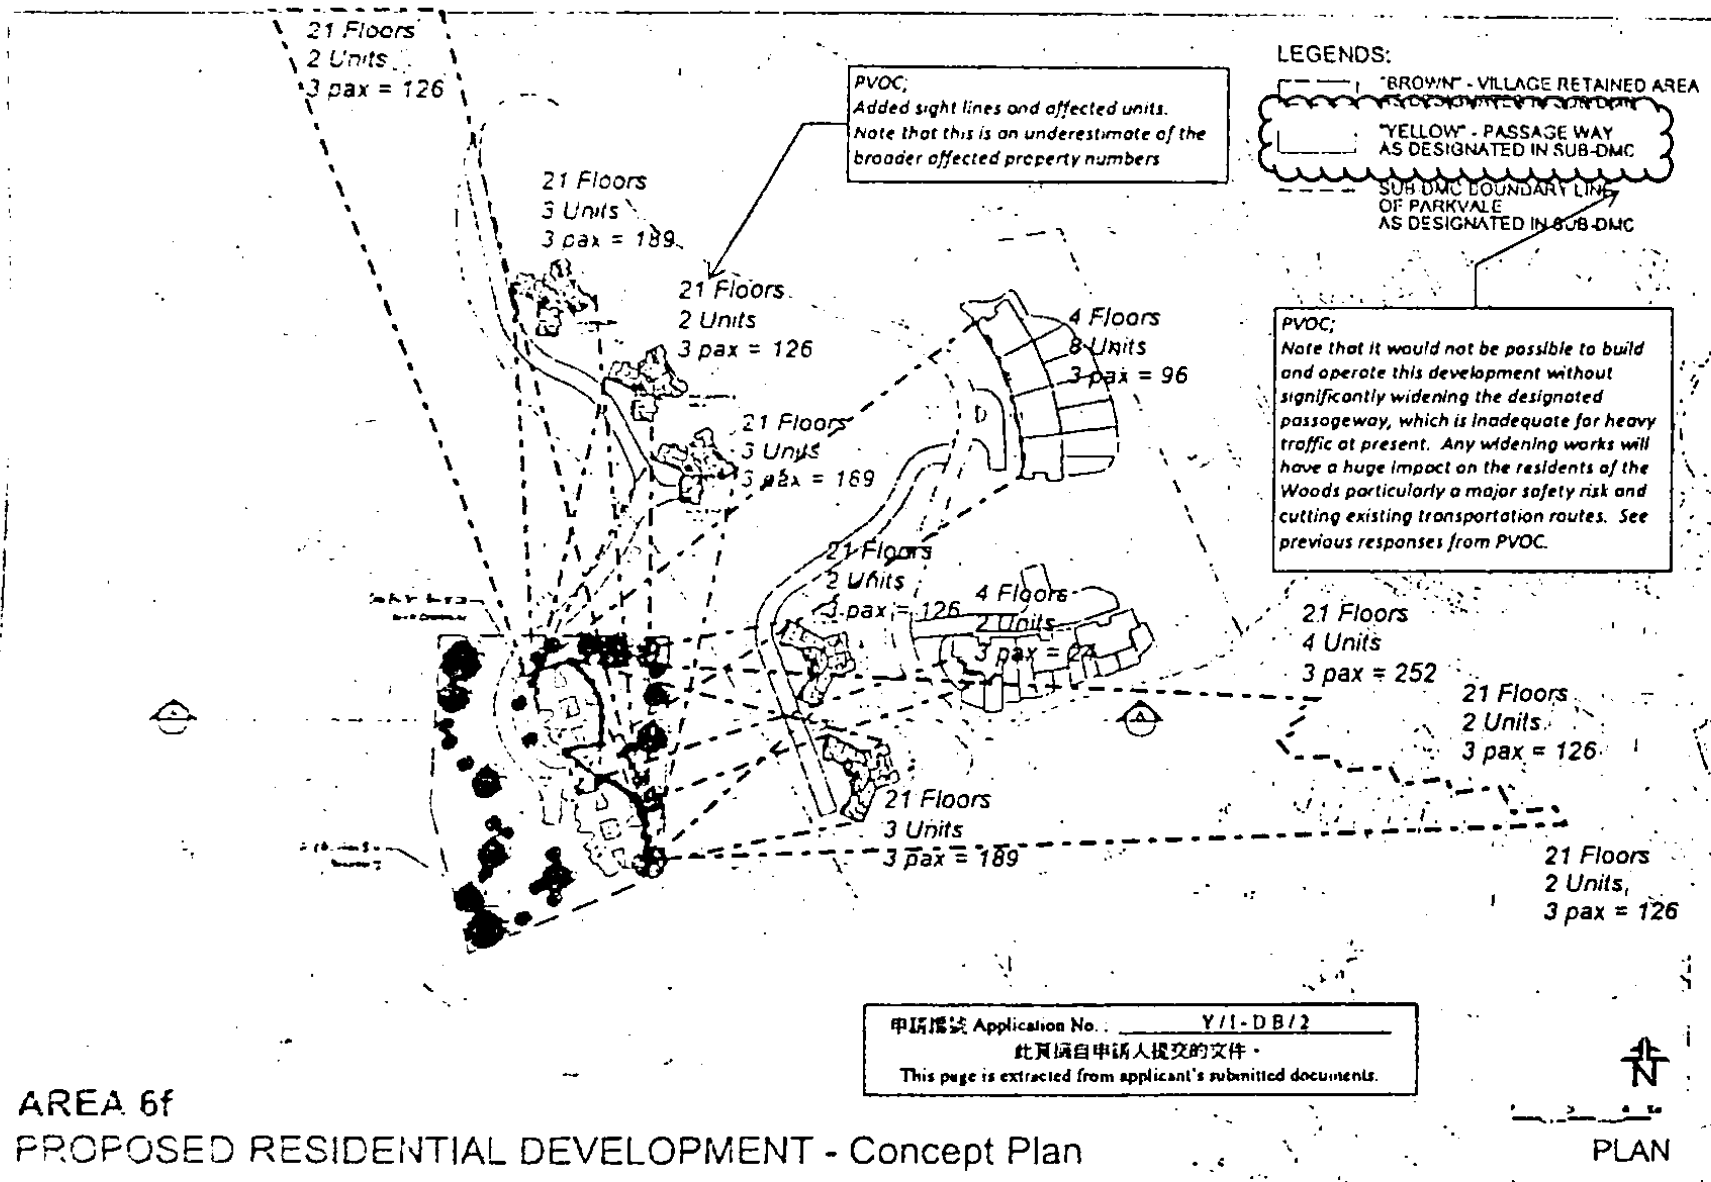 21 Floors
2 Units
3 pax = 126
PVOC;
Added sight lines and affected units.
Note that this is an underestimate of the
broader affected property numbers
LEGENDS:
"BROWN" - VILLAGE RETAINED AREA
AS DESIGNATED IN SUB-DMC
"YELLOW" - PASSAGE WAY
AS DESIGNATED IN SUB-DMC
SUB DMC BOUNDARY LINE
OF PARKVALE
AS DESIGNATED IN SUB-DMC
21 Floors
3 Units
3 pax = 189
21 Floors
2 Units
3 pax = 126
4 Floors
8 Units
3 pax = 96
PVOC;
Note that it would not be possible to build
and operate this development without
significantly widening the designated
passageway, which is inadequate for heavy
traffic at present. Any widening works will
have a huge impact on the residents of the
Woods particularly a major safety risk and
cutting existing transportation routes. See
previous responses from PVOC.
21 Floors
3 Units
3 pax = 189
21 Floors
2 Units
3 pax = 126
4 Floors
2 Units
3 pax = 24
21 Floors
4 Units
3 pax = 252
21 Floors
2 Units
3 pax = 126
21 Floors
3 Units
3 pax = 189
21 Floors
2 Units,
3 pax = 126
A
A
D
申請編號 Application No.: Y/I-DB/2
此頁摘自申請人提交的文件。
This page is extracted from applicant's submitted documents.
N
AREA 6f
PROPOSED RESIDENTIAL DEVELOPMENT - Concept Plan
PLAN